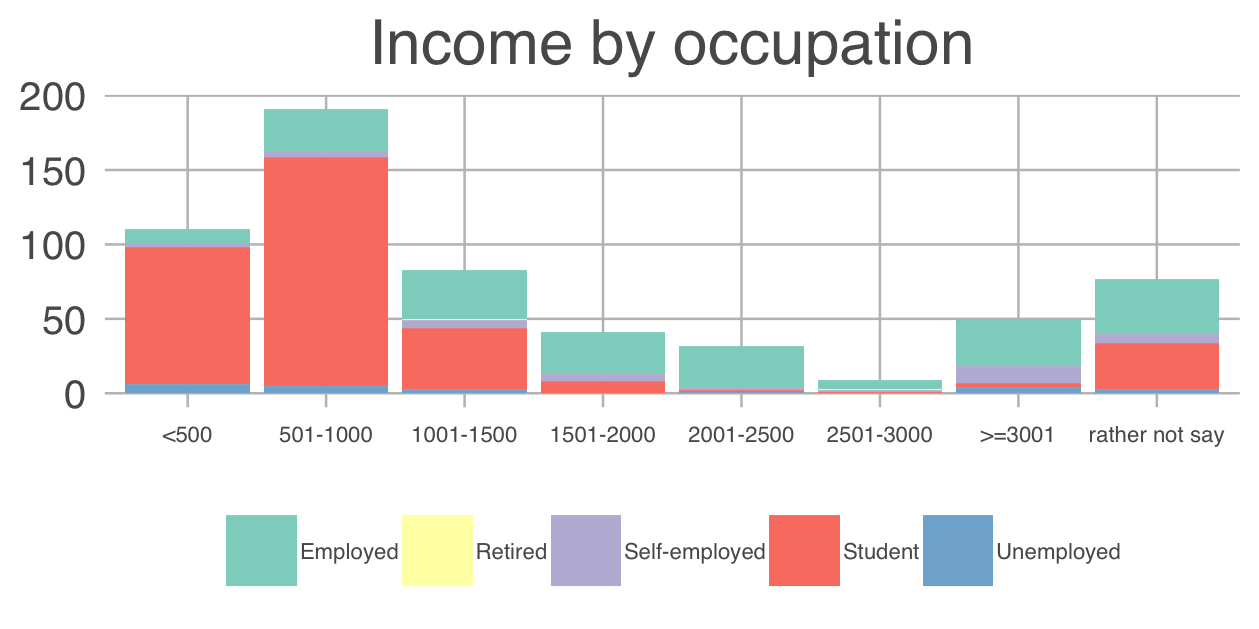 Income by occupation
200
150
100
50
0
<500 501-1000 1001-1500 1501-2000 2001-2500 2501-3000 >=3001 rather not say
Employed Retired Self-employed Student Unemployed